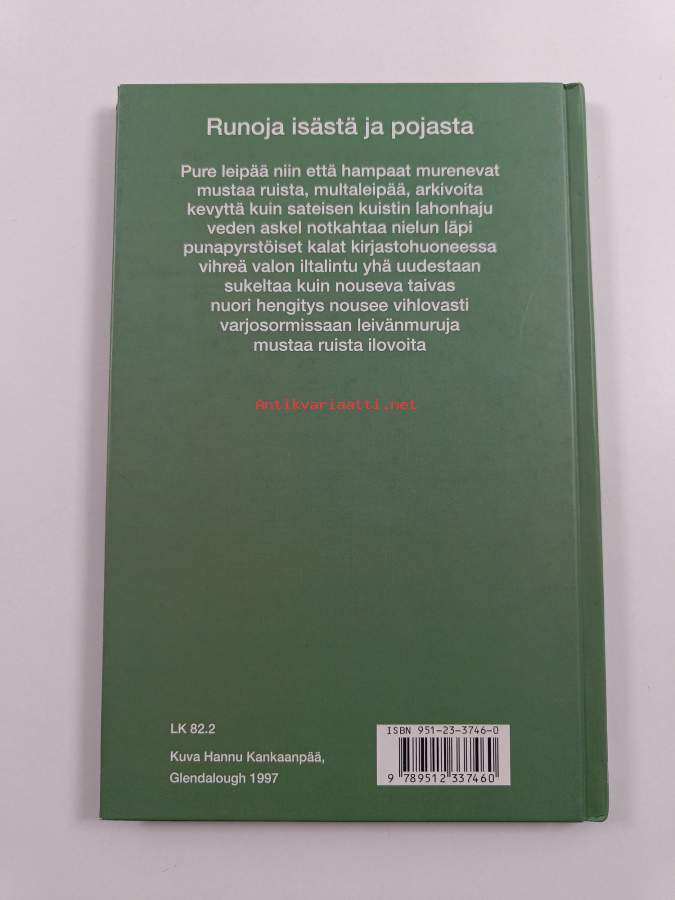 Runoja isästä ja pojasta
Pure leipää niin että hampaat murenevat
mustaa ruista, multaleipää, arkivoita
kevyttä kuin sateisen kuistin lahonhaju
veden askel notkahtaa nielun läpi
punapyrstöiset kalat kirjastohuoneessa
vihreä valon iltalintu yhä uudestaan
sukeltaa kuin nouseva taivas
nuori hengitys nousee vihlovasti
varjosormissaan leivänmuruja
mustaa ruista ilovoita
Antikvariaatti.net
LK 82.2
Kuva Hannu Kankaanpää,
Glendalough 1997
ISBN 951-23-3746-0
9 789512 337460